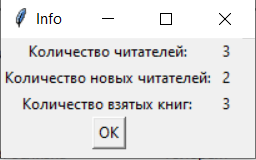 Info
Количество читателей: 3
Количество новых читателей: 2
Количество взятых книг: 3
OK